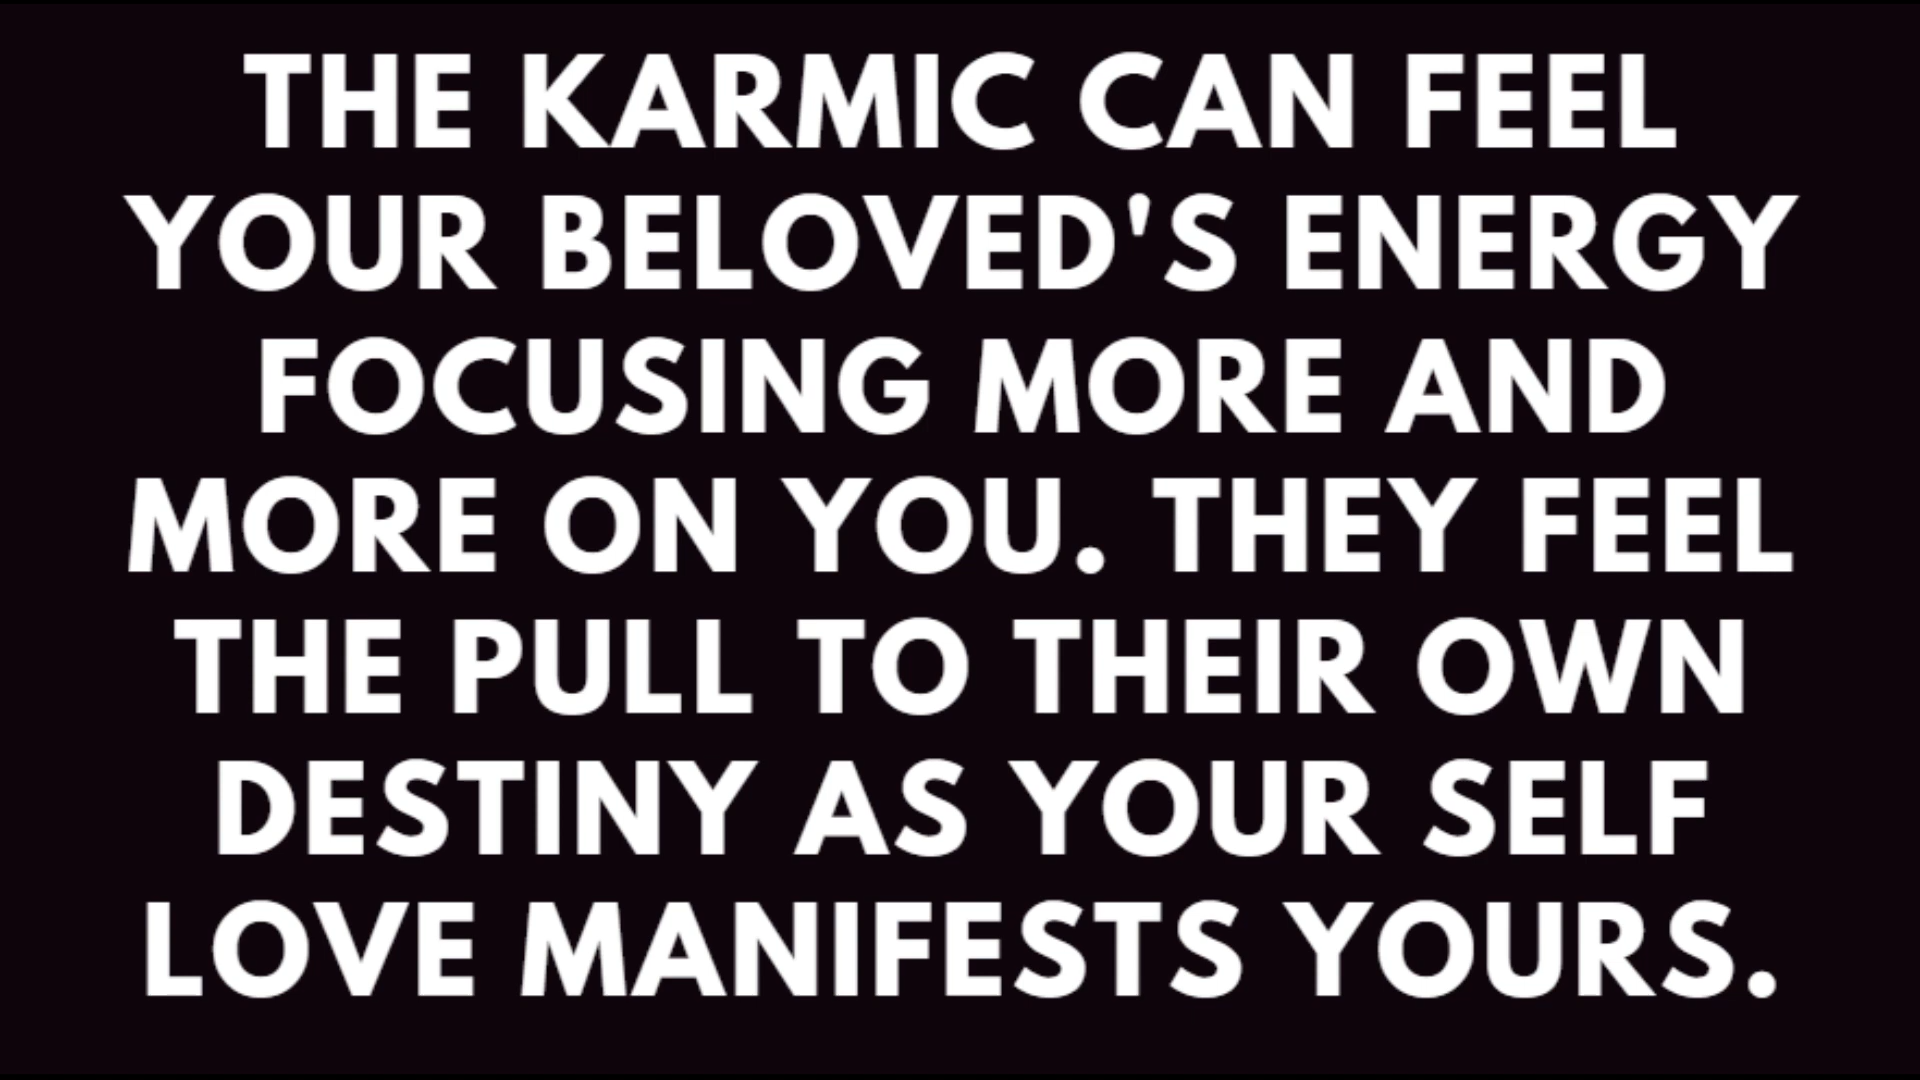 THE KARMIC CAN FEEL
YOUR BELOVED'S ENERGY
FOCUSING MORE AND
MORE ON YOU. THEY FEEL
THE PULL TO THEIR OWN
DESTINY AS YOUR SELF
LOVE MANIFESTS YOURS.